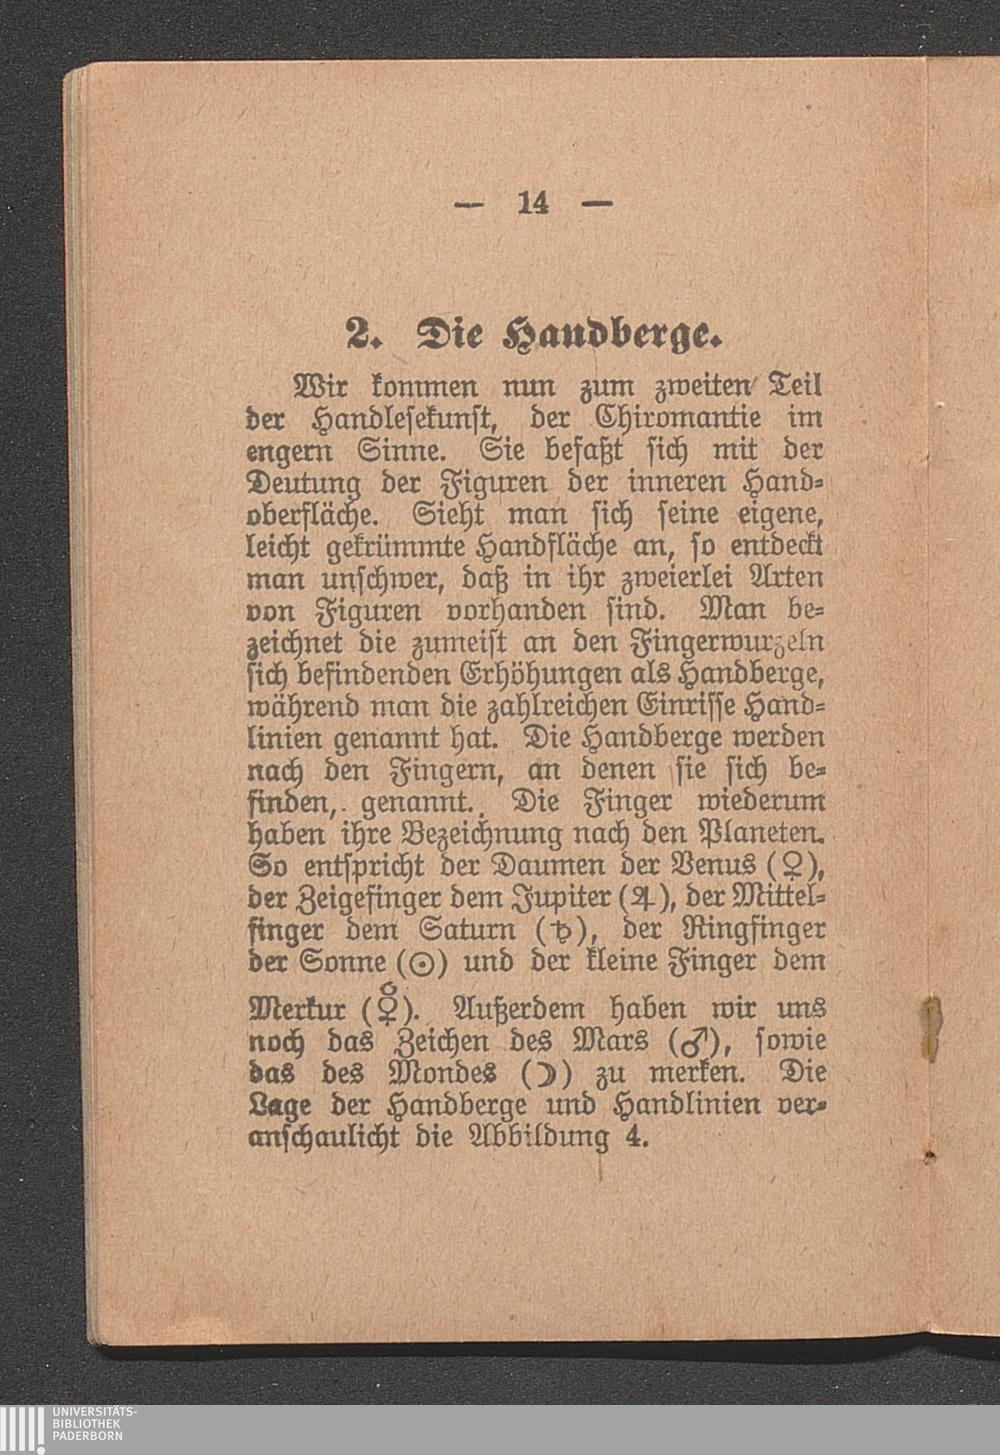 — 14 —
2. Die Handberge.
Wir kommen nun zum zweiten Teil
der Handlesekunst, der Chiromantie im
engern Sinne. Sie befaßt sich mit der
Deutung der Figuren der inneren Hand-
oberfläche. Sieht man sich seine eigene,
leicht gekrümmte Handfläche an, so entdeckt
man unschwer, daß in ihr zweierlei Arten
von Figuren vorhanden sind. Man be-
zeichnet die zumeist an den Fingerwurzeln
sich befindenden Erhöhungen als Handberge,
während man die zahlreichen Einrisse Hand-
linien genannt hat. Die Handberge werden
nach den Fingern, an denen sie sich be-
finden, genannt. Die Finger wiederum
haben ihre Bezeichnung nach den Planeten.
So entspricht der Daumen der Venus (♀),
der Zeigefinger dem Jupiter (♃), der Mittel-
finger dem Saturn (♄), der Ringfinger
der Sonne (☉) und der kleine Finger dem
Merkur (☿). Außerdem haben wir uns
noch das Zeichen des Mars (♂), sowie
das des Mondes (☽) zu merken. Die
Lage der Handberge und Handlinien ver-
anschaulicht die Abbildung 4.
UNIVERSITÄTS-
BIBLIOTHEK
PADERBORN